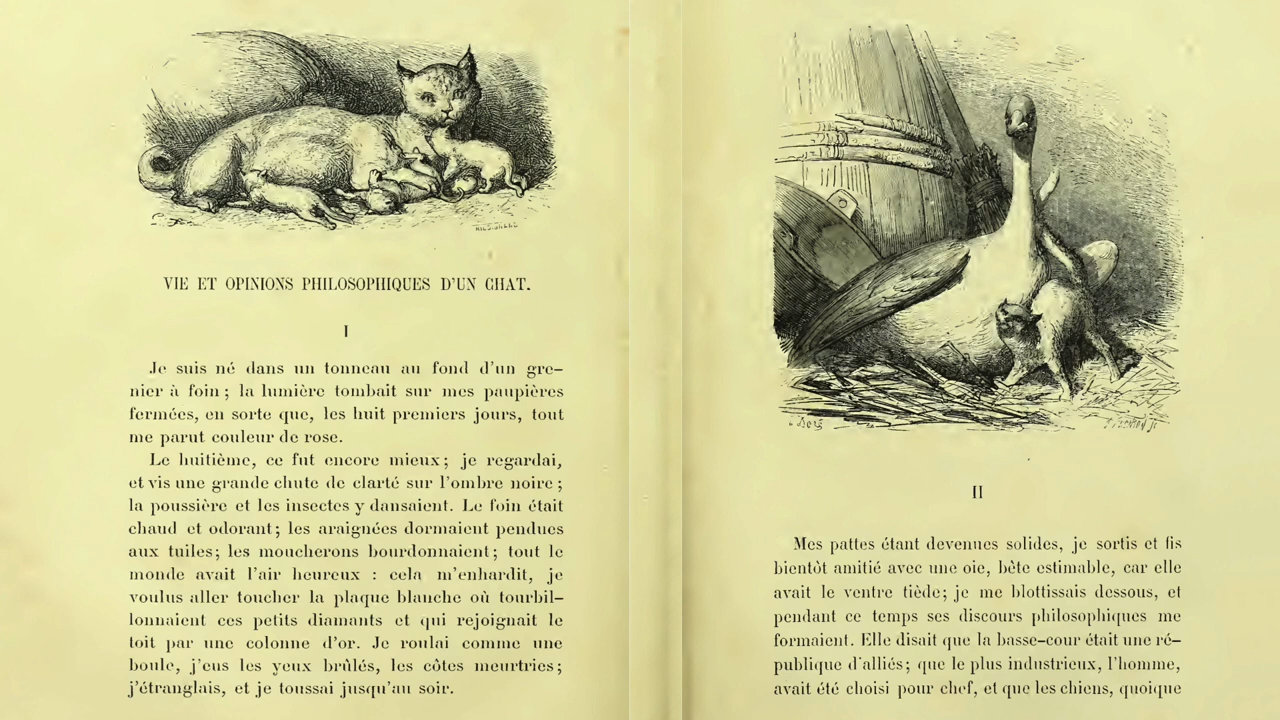 VIE ET OPINIONS PHILOSOPHIQUES D'UN CHAT.
I
Je suis né dans un tonneau au fond d'un gre-
nier à foin; la lumière tombait sur mes paupières
fermées, en sorte que, les huit premiers jours, tout
me parut couleur de rose.
Le huitième, ce fut encore mieux; je regardai,
et vis une grande chute de clarté sur l'ombre noire;
la poussière et les insectes y dansaient. Le foin était
chaud et odorant; les araignées dormaient pendues
aux tuiles; les moucherons bourdonnaient; tout le
monde avait l'air heureux : cela m'enhardit, je
voulus aller toucher la plaque blanche où tourbil-
lonnaient ces petits diamants et qui rejoignait le
toit par une colonne d'or. Je roulai comme une
boule, j'eus les yeux brûlés, les côtes meurtries;
j'étranglais, et je toussai jusqu'au soir.
II
Mes pattes étant devenues solides, je sortis et fis
bientôt amitié avec une oie, bête estimable, car elle
avait le ventre tiède; je me blottissais dessous, et
pendant ce temps ses discours philosophiques me
formaient. Elle disait que la basse-cour était une ré-
publique d'alliés; que le plus industrieux, l'homme,
avait été choisi pour chef, et que les chiens, quoique